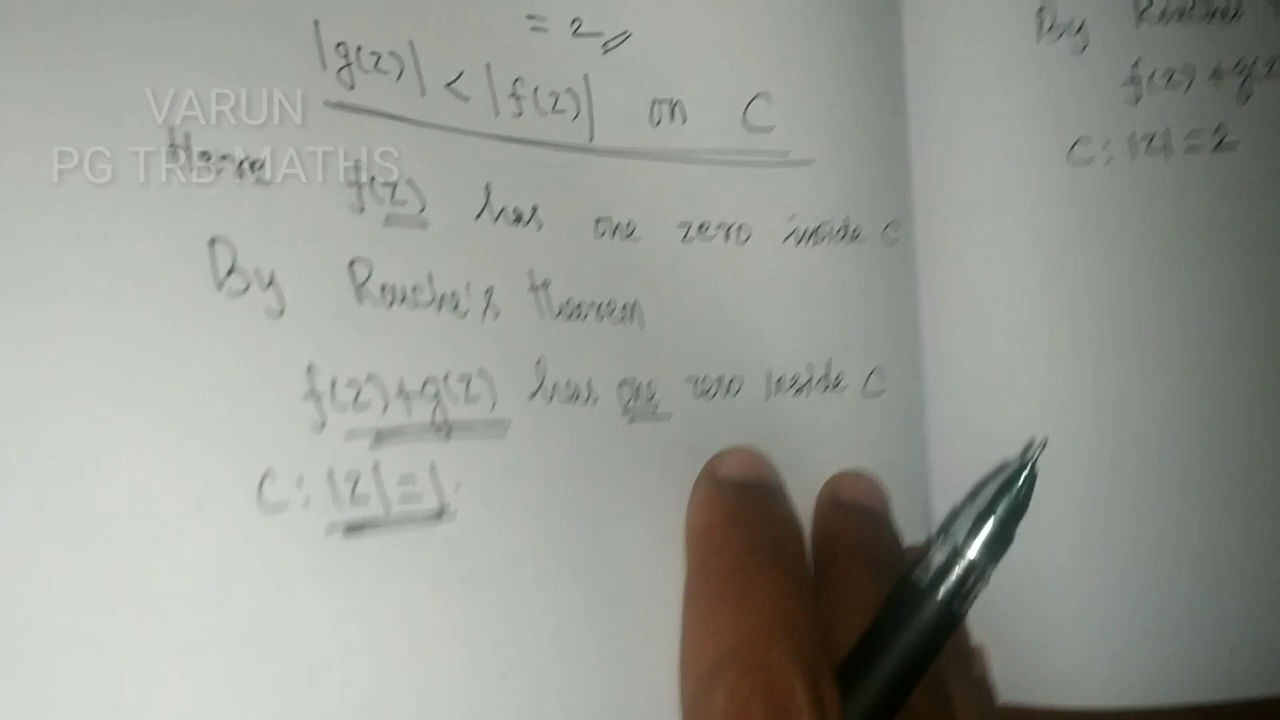 = 2
|g(z)| < |f(z)| on C
VARUN
PG TRB MATHS
Hence f(z) has one zero inside C
By Rouche's theorem
f(z)+g(z) has one zero inside C
C: |z|=1.
By
f(z)+g(z
C: |z|=2